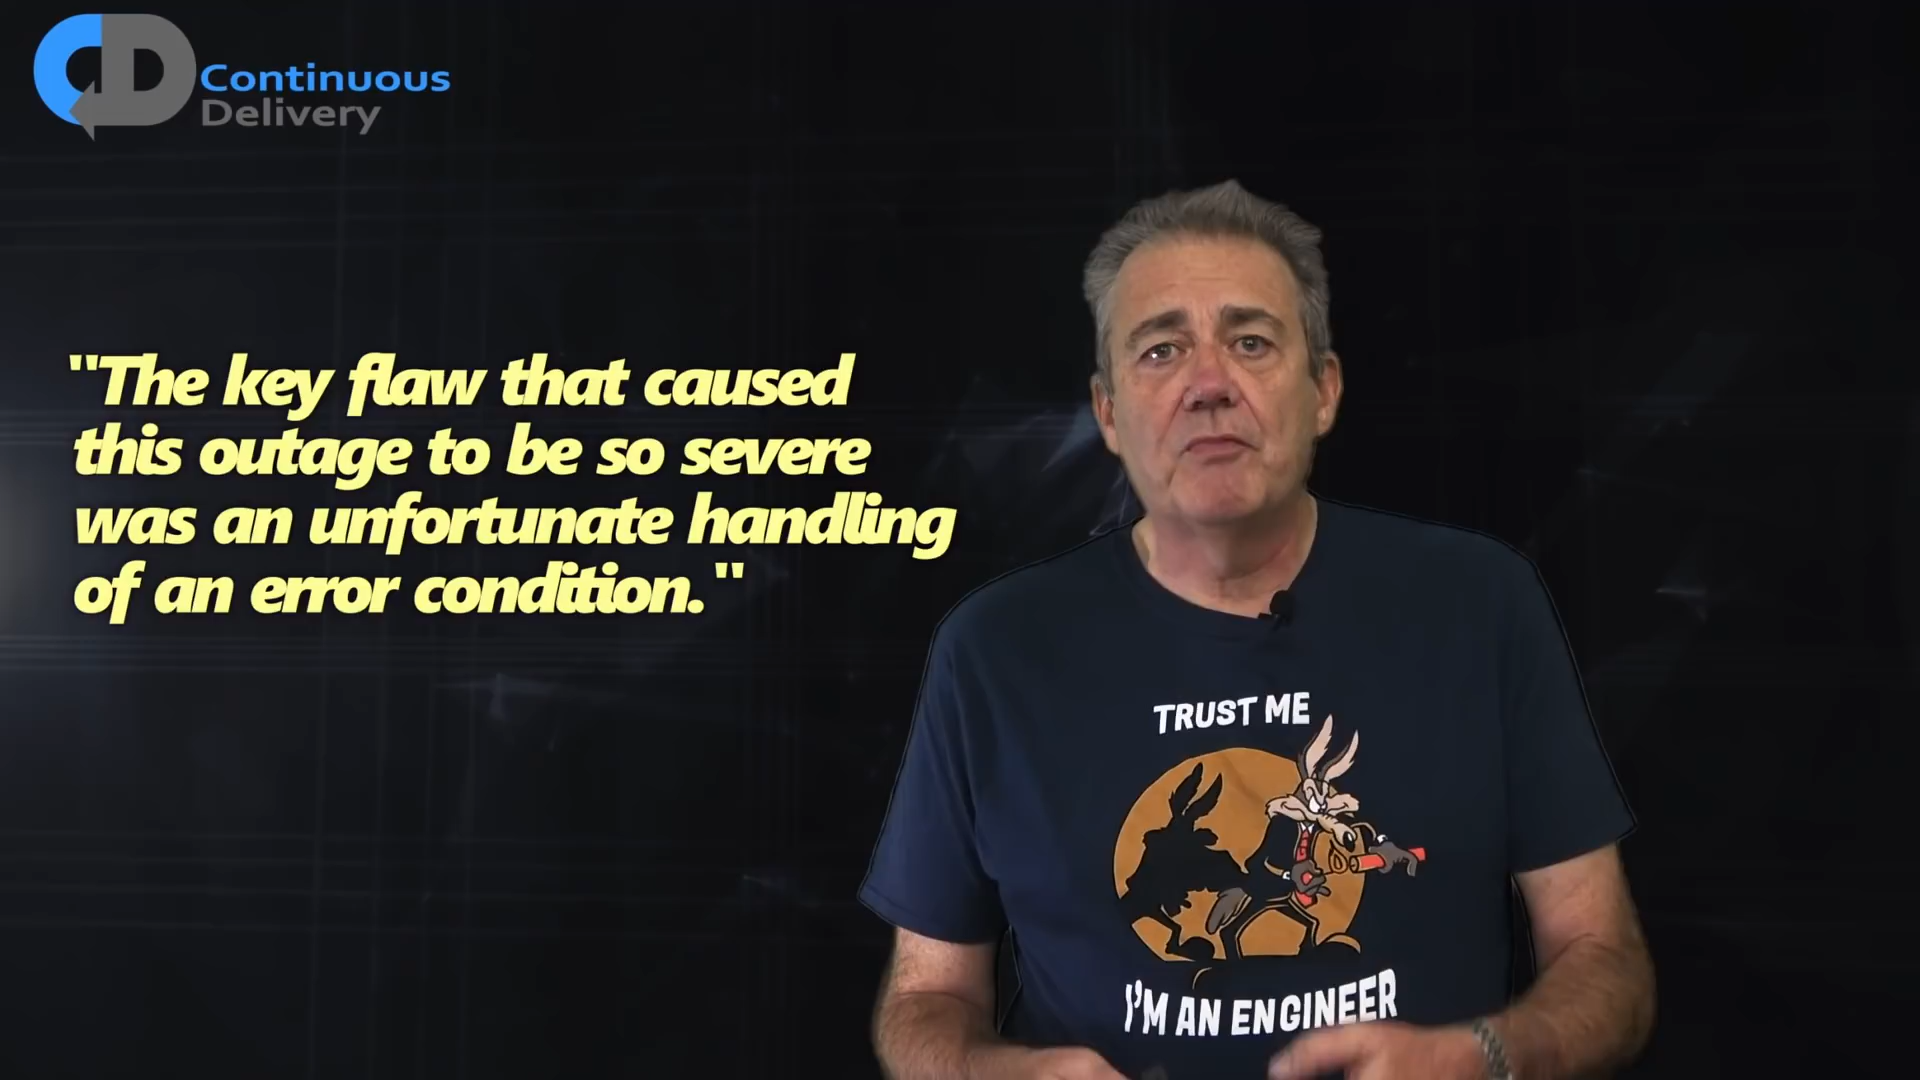 Continuous
Delivery
"The key flaw that caused
this outage to be so severe
was an unfortunate handling
of an error condition."
TRUST ME
I'M AN ENGINEER